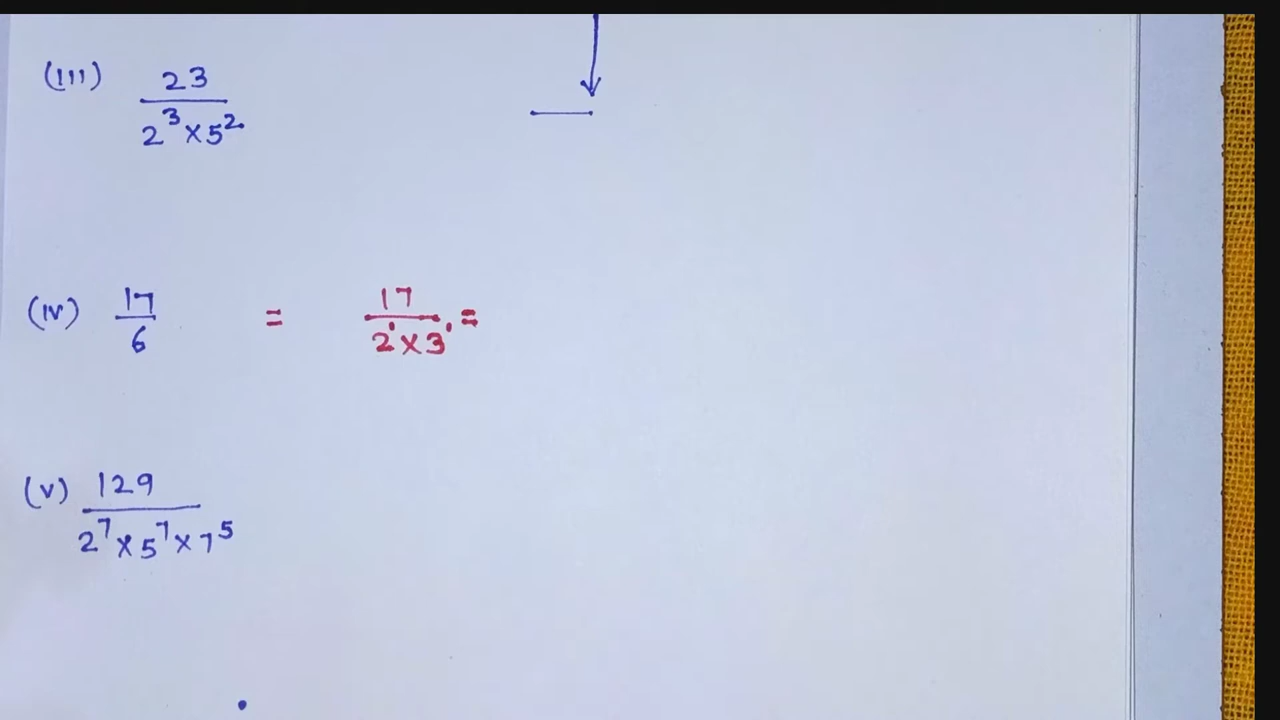 (III) 23 / 2³ × 5²
(IV) 17 / 6 = 17 / 2¹ × 3¹ =
(V) 129 / 2⁷ × 5⁷ × 7⁵